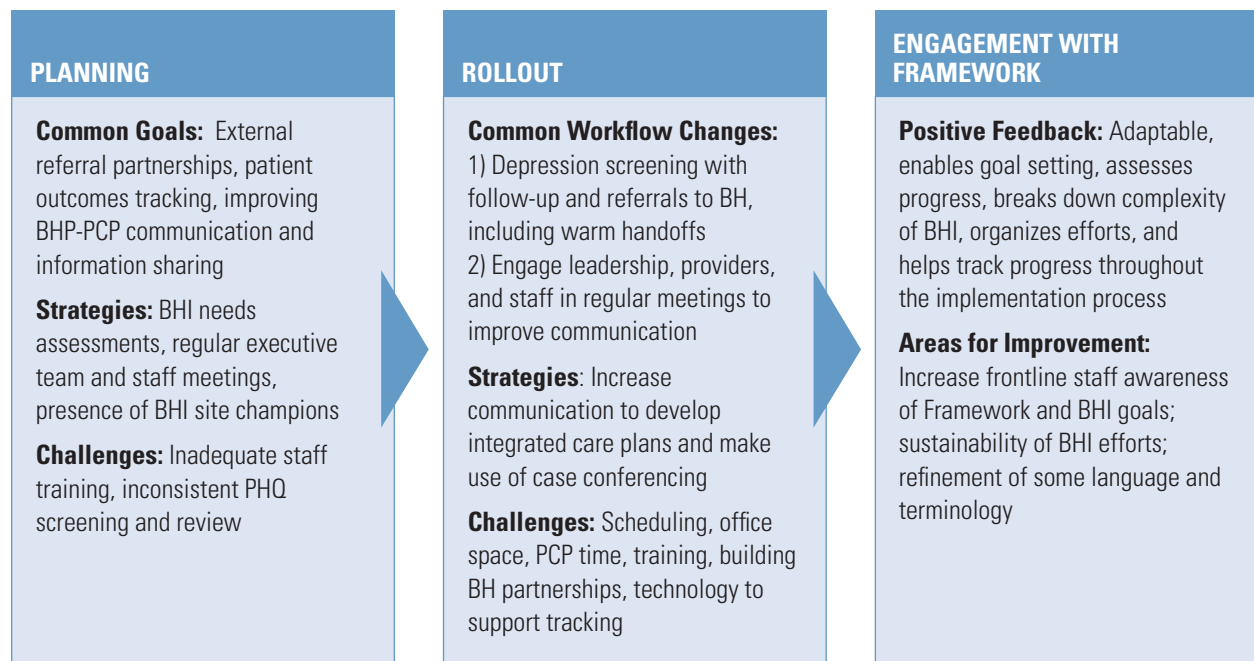 PLANNING
Common Goals: External
referral partnerships, patient
outcomes tracking, improving
BHP-PCP communication and
information sharing
Strategies: BHI needs
assessments, regular executive
team and staff meetings,
presence of BHI site champions
Challenges: Inadequate staff
training, inconsistent PHQ
screening and review
ROLLOUT
Common Workflow Changes:
1) Depression screening with
follow-up and referrals to BH,
including warm handoffs
2) Engage leadership, providers,
and staff in regular meetings to
improve communication
Strategies: Increase
communication to develop
integrated care plans and make
use of case conferencing
Challenges: Scheduling, office
space, PCP time, training, building
BH partnerships, technology to
support tracking
ENGAGEMENT WITH
FRAMEWORK
Positive Feedback: Adaptable,
enables goal setting, assesses
progress, breaks down complexity
of BHI, organizes efforts, and
helps track progress throughout
the implementation process
Areas for Improvement:
Increase frontline staff awareness
of Framework and BHI goals;
sustainability of BHI efforts;
refinement of some language and
terminology